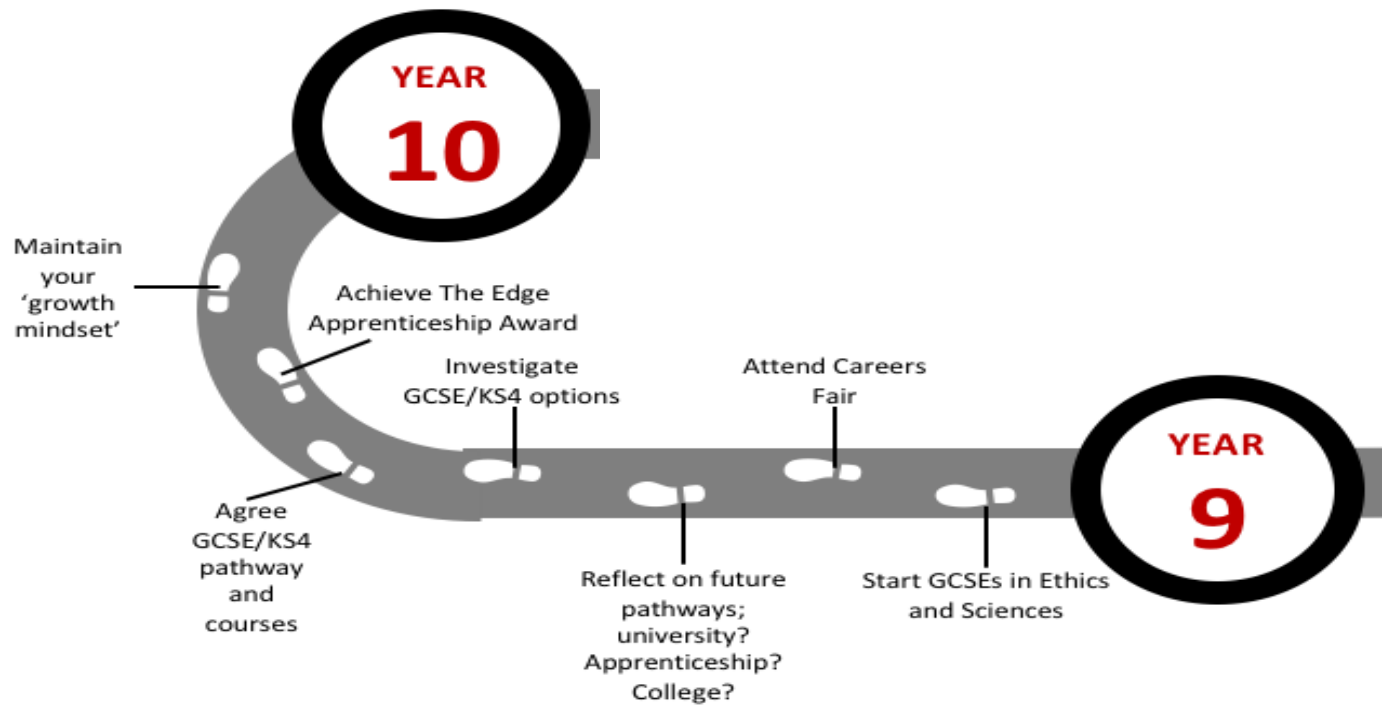 YEAR
10
Maintain
your
‘growth
mindset’
Achieve The Edge
Apprenticeship Award
Investigate
GCSE/KS4 options
Attend Careers
Fair
YEAR
9
Agree
GCSE/KS4
pathway
and
courses
Reflect on future
pathways;
university?
Apprenticeship?
College?
Start GCSEs in Ethics
and Sciences